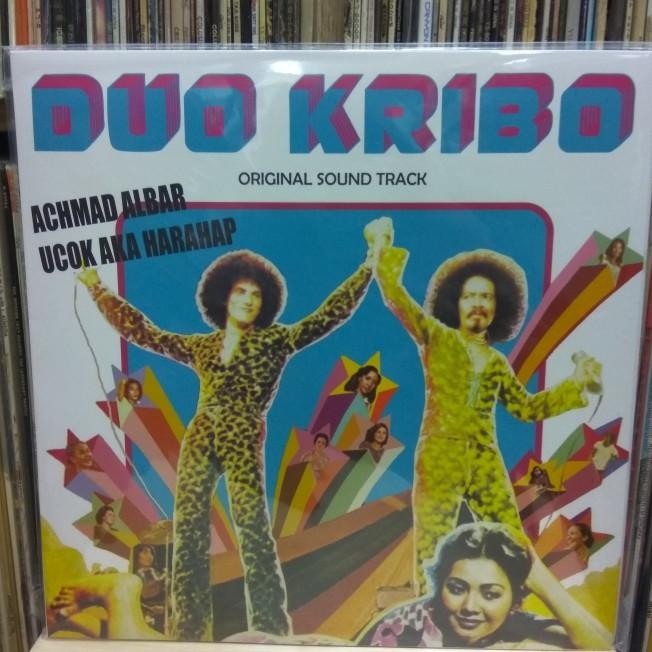 DUO KRIBO
ORIGINAL SOUND TRACK
ACHMAD ALBAR
UCOK AKA HARAHAP